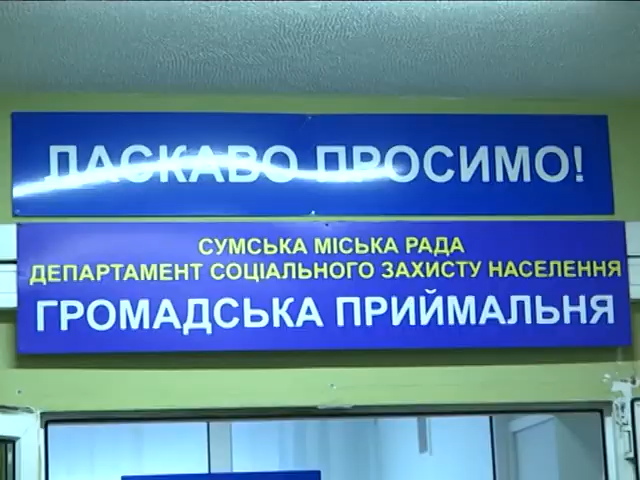 ЛАСКАВО ПРОСИМО!
СУМСЬКА МІСЬКА РАДА
ДЕПАРТАМЕНТ СОЦІАЛЬНОГО ЗАХИСТУ НАСЕЛЕННЯ
ГРОМАДСЬКА ПРИЙМАЛЬНЯ